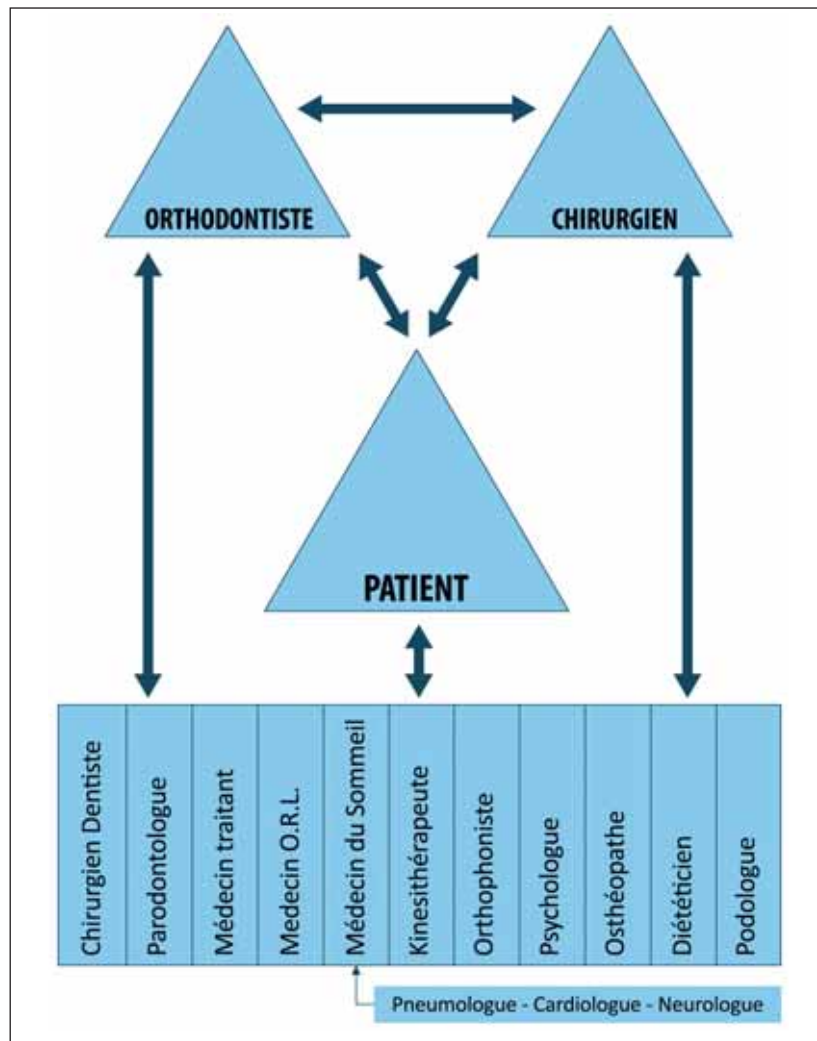 ORTHODONTISTE
CHIRURGIEN
PATIENT
Chirurgien Dentiste
Parodontologue
Médecin traitant
Medecin O.R.L.
Médecin du Sommeil
Kinesithérapeute
Orthophoniste
Psychologue
Osthéopathe
Diététicien
Podologue
Pneumologue - Cardiologue - Neurologue